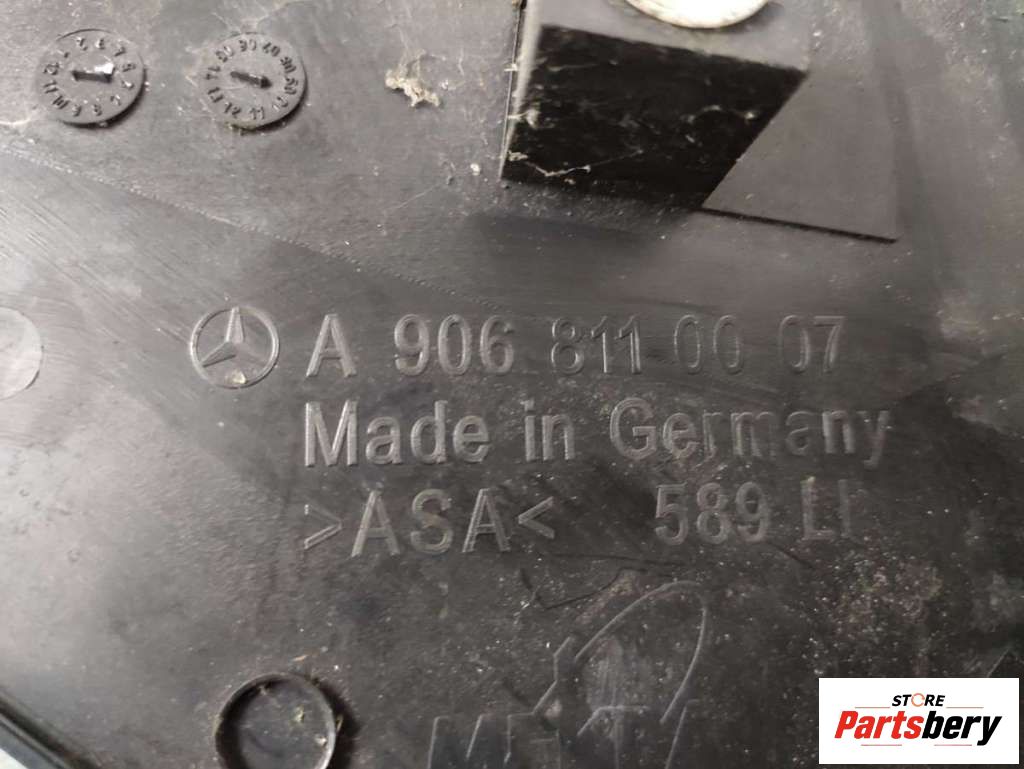 A 906 811 00 07
Made in Germany
>ASA< 589 LI
STORE
Partsbery